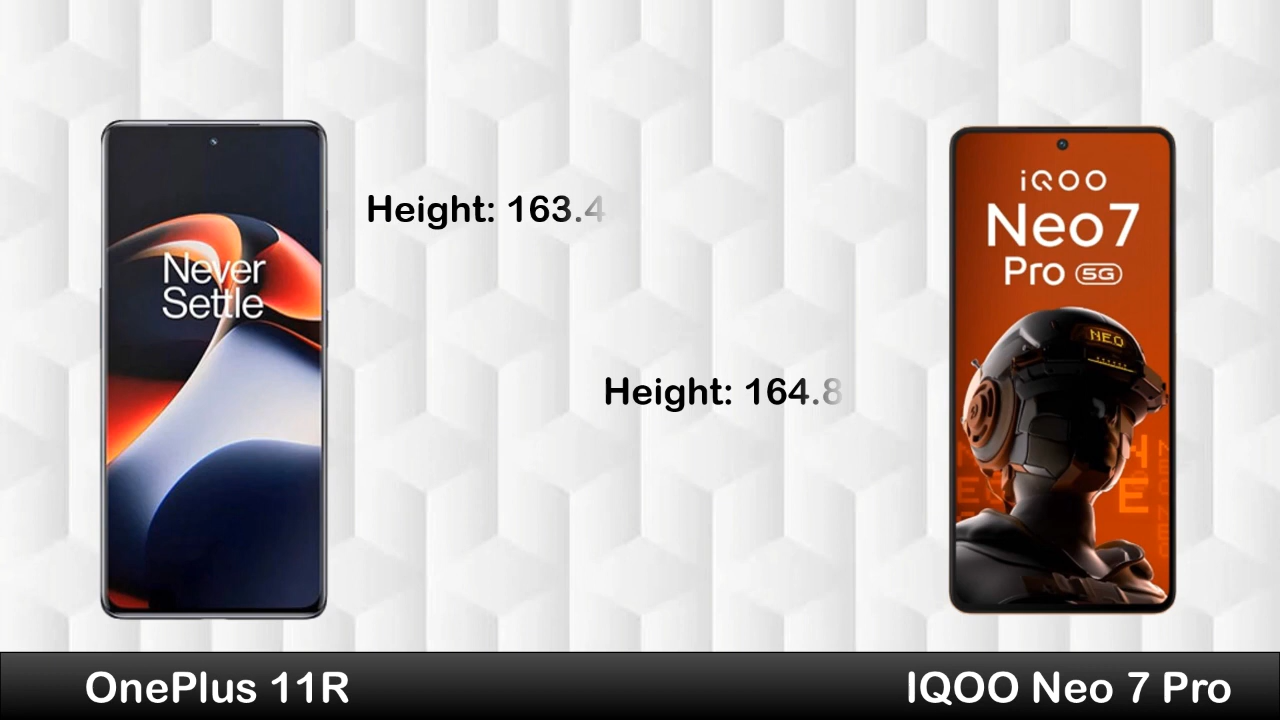 Never
Settle
Height: 163.4
Height: 164.8
iQOO
Neo7
Pro 5G
NEO
OnePlus 11R
IQOO Neo 7 Pro